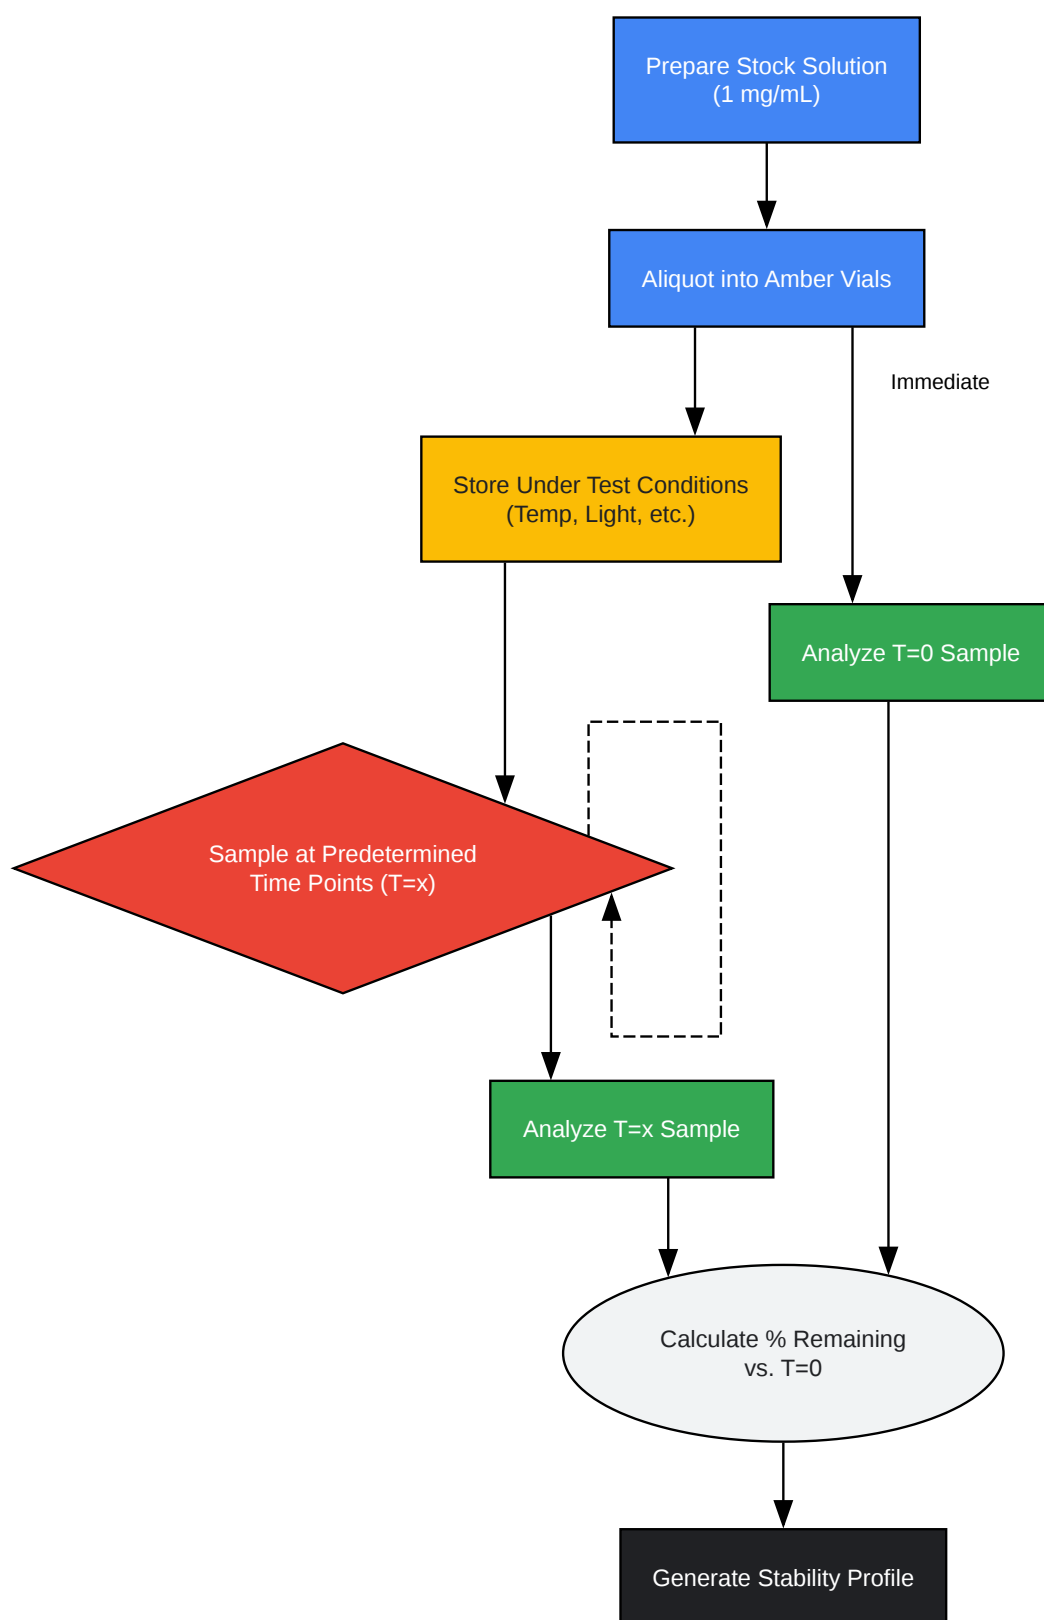 Prepare Stock Solution
(1 mg/mL)
Aliquot into Amber Vials
Immediate
Store Under Test Conditions
(Temp, Light, etc.)
Analyze T=0 Sample
Sample at Predetermined
Time Points (T=x)
Analyze T=x Sample
Calculate % Remaining
vs. T=0
Generate Stability Profile